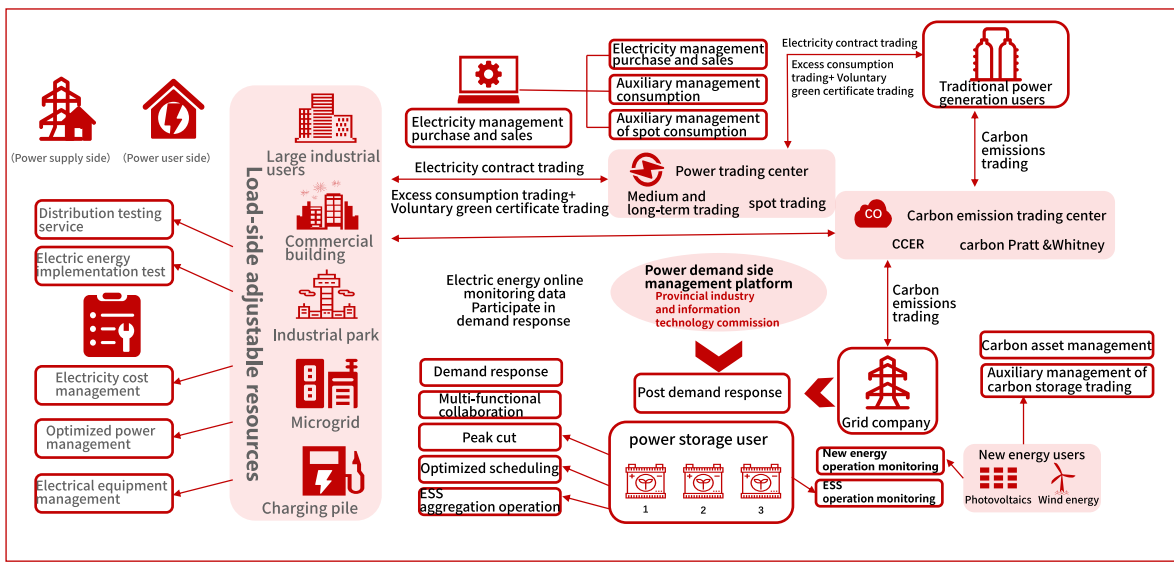 (Power supply side)
(Power user side)
Distribution testing
service
Electric energy
implementation test
Electricity cost
management
Optimized power
management
Electrical equipment
management
Load-side adjustable resources
Large industrial
users
Commercial
building
Industrial park
Microgrid
Charging pile
Electricity management
purchase and sales
Electricity management
purchase and sales
Auxiliary management
consumption
Auxiliary management
of spot consumption
Electricity contract trading
Excess consumption
trading+ Voluntary
green certificate trading
Traditional power
generation users
Carbon
emissions
trading
Electricity contract trading
Excess consumption trading+
Voluntary green certificate trading
Power trading center
Medium and
long-term trading
spot trading
CO
Carbon emission trading center
CCER
carbon Pratt &Whitney
Electric energy online
monitoring data
Participate in
demand response
Power demand side
management platform
Provincial industry
and information
technology commission
Carbon
emissions
trading
Demand response
Multi-functional
collaboration
Peak cut
Optimized scheduling
ESS
aggregation operation
Post demand response
Grid company
power storage user
1
2
3
Carbon asset management
Auxiliary management of
carbon storage trading
New energy
operation monitoring
ESS
operation monitoring
New energy users
Photovoltaics
Wind energy